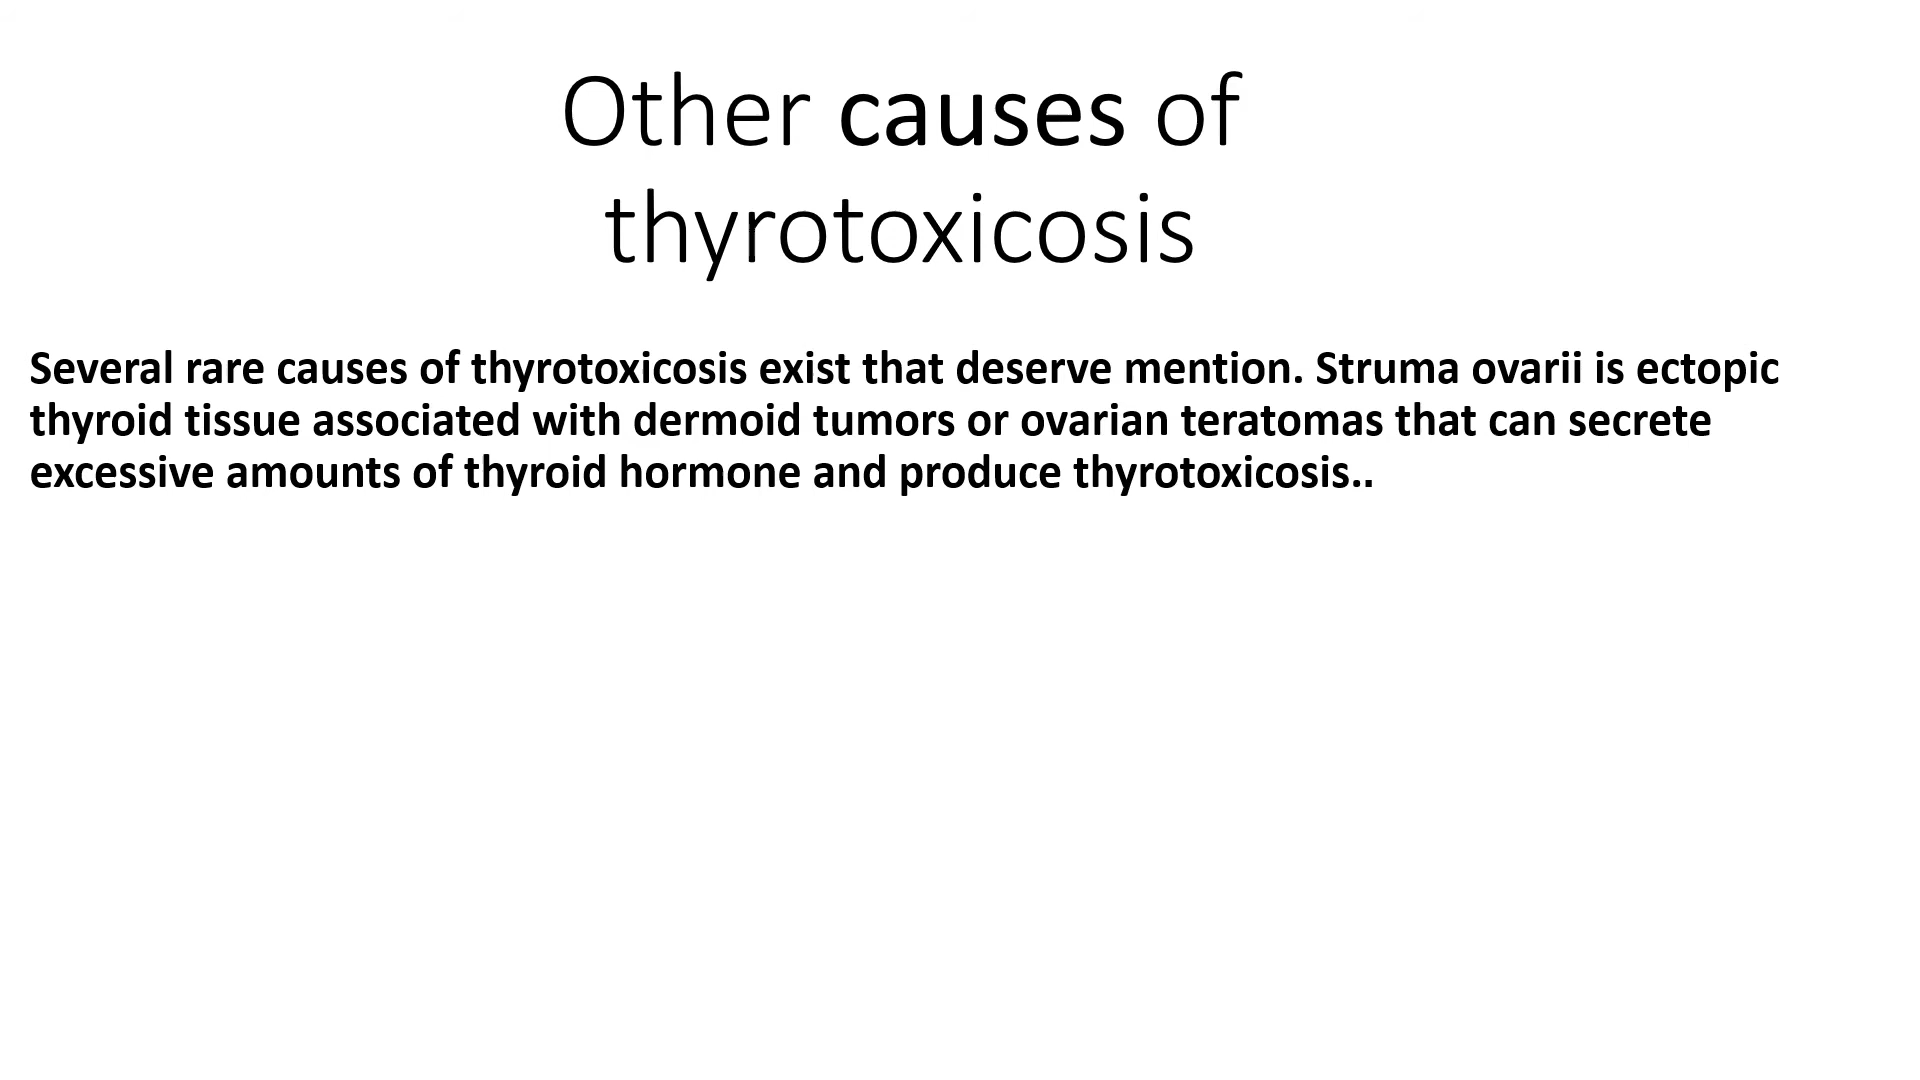 Other causes of
thyrotoxicosis
Several rare causes of thyrotoxicosis exist that deserve mention. Struma ovarii is ectopic
thyroid tissue associated with dermoid tumors or ovarian teratomas that can secrete
excessive amounts of thyroid hormone and produce thyrotoxicosis..